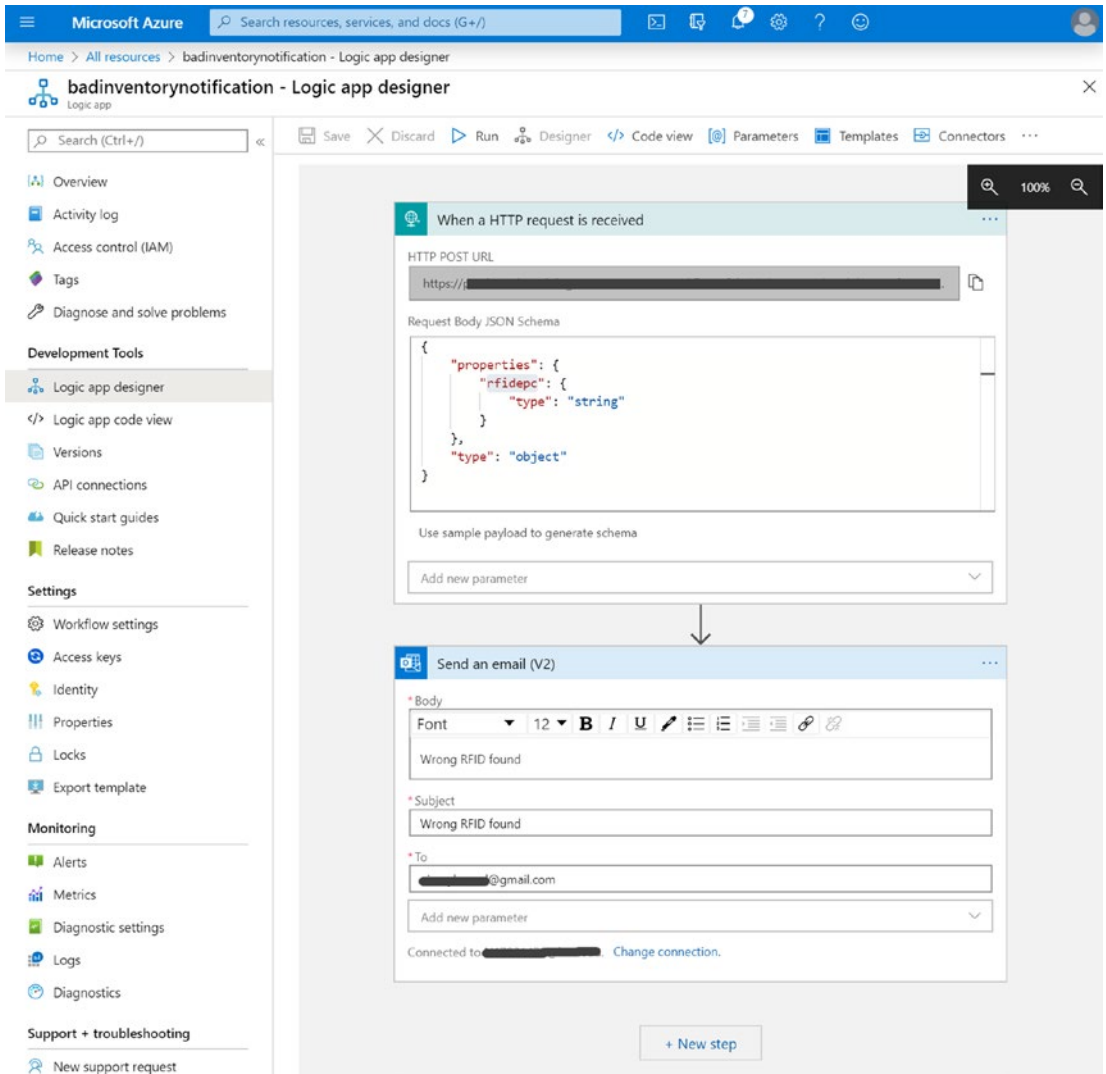 Microsoft Azure
Search resources, services, and docs (G+/)
7
Home > All resources > badinventorynotification - Logic app designer
badinventorynotification - Logic app designer
Logic app
Search (Ctrl+/)
Overview
Activity log
Access control (IAM)
Tags
Diagnose and solve problems
Development Tools
Logic app designer
Logic app code view
Versions
API connections
Quick start guides
Release notes
Settings
Workflow settings
Access keys
Identity
Properties
Locks
Export template
Monitoring
Alerts
Metrics
Diagnostic settings
Logs
Diagnostics
Support + troubleshooting
New support request
Save Discard Run Designer Code view Parameters Templates Connectors ...
100%
When a HTTP request is received
...
HTTP POST URL
https://
Request Body JSON Schema
{
"properties": {
"rfidepc": {
"type": "string"
}
},
"type": "object"
}
Use sample payload to generate schema
Add new parameter
Send an email (V2)
...
*Body
Font 12 B I U
Wrong RFID found
*Subject
Wrong RFID found
*To
@gmail.com
Add new parameter
Connected to . Change connection.
+ New step